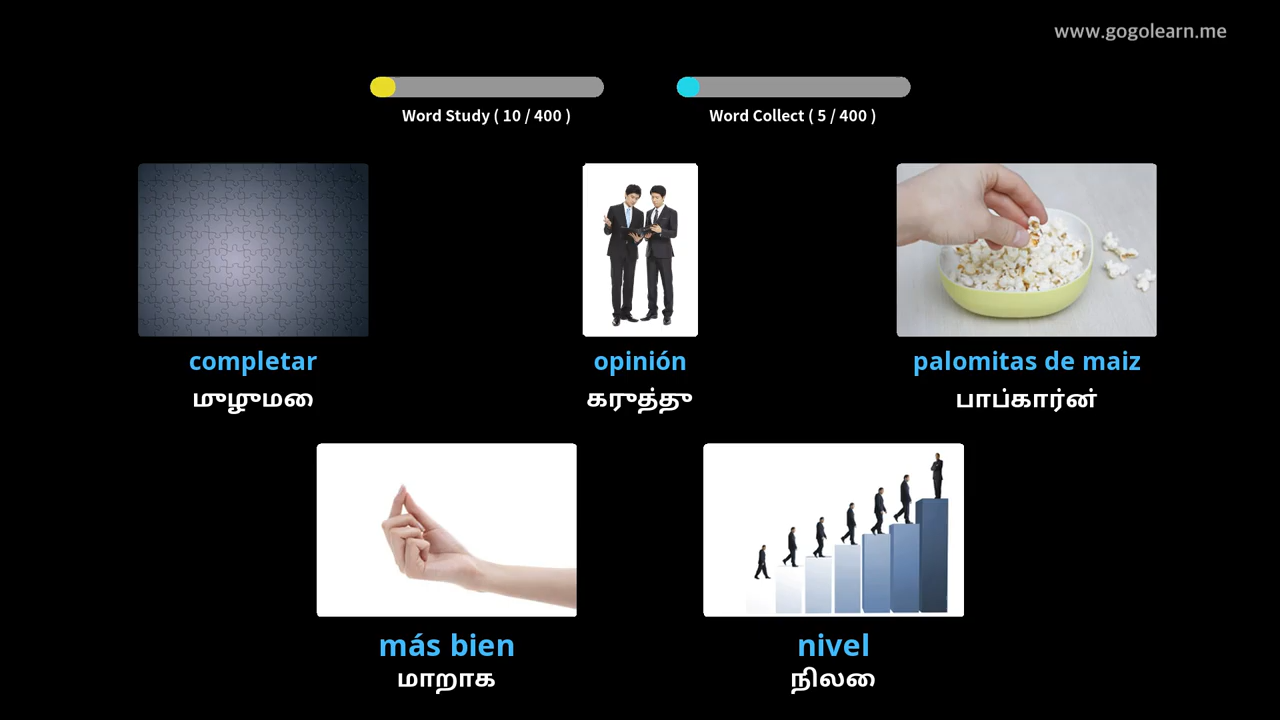 www.gogolearn.me
Word Study ( 10 / 400 )
Word Collect ( 5 / 400 )
completar
முழுமை
opinión
கருத்து
palomitas de maiz
பாப்கார்ன்
más bien
மாறாக
nivel
நிலை